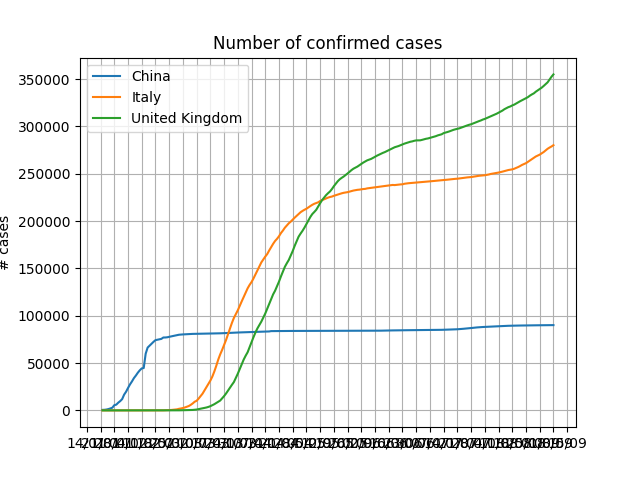 Number of confirmed cases
China
Italy
United Kingdom
350000
300000
250000
200000
150000
100000
50000
0
# cases